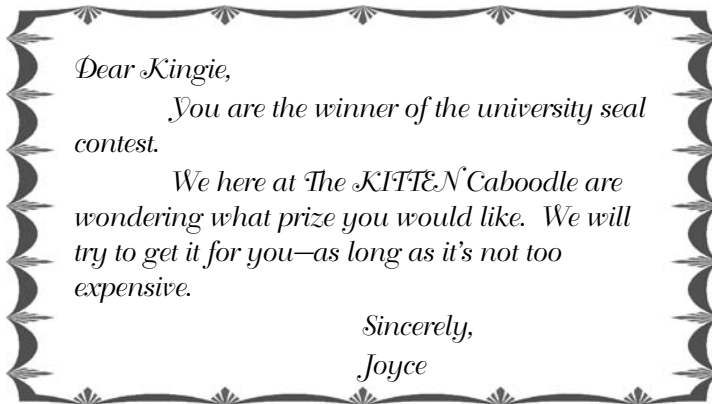 Dear Kingie,
You are the winner of the university seal
contest.
We here at The KITTEN Caboodle are
wondering what prize you would like.  We will
try to get it for you—as long as it's not too
expensive.
Sincerely,
Joyce